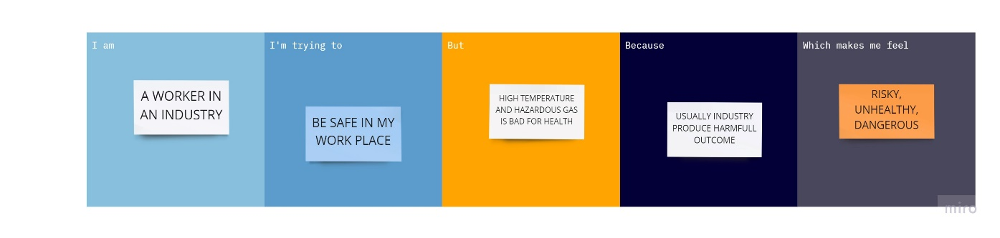 I am
A WORKER IN
AN INDUSTRY
I'm trying to
BE SAFE IN MY
WORK PLACE
But
HIGH TEMPERATURE
AND HAZARDOUS GAS
IS BAD FOR HEALTH
Because
USUALLY INDUSTRY
PRODUCE HARMFULL
OUTCOME
Which makes me feel
RISKY,
UNHEALTHY,
DANGEROUS
miro